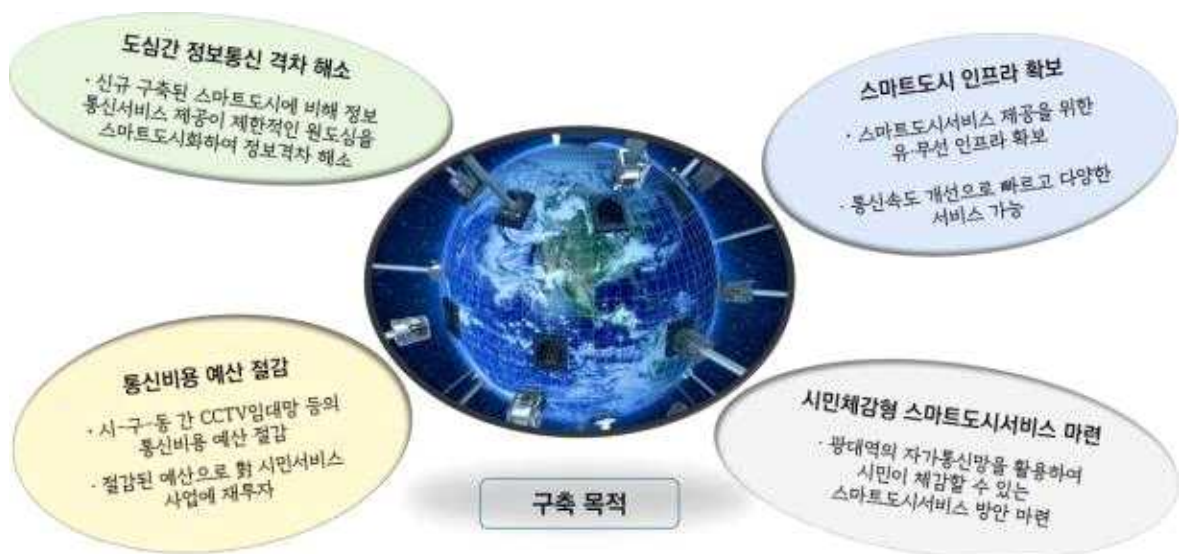 도심간 정보통신 격차 해소
· 신규 구축된 스마트도시에 비해 정보
통신서비스 제공이 제한적인 원도심을
스마트도시화하여 정보격차 해소
스마트도시 인프라 확보
· 스마트도시서비스 제공을 위한
유·무선 인프라 확보
· 통신속도 개선으로 빠르고 다양한
서비스 가능
통신비용 예산 절감
· 시-구-동 간 CCTV임대망 등의
통신비용 예산 절감
· 절감된 예산으로 對 시민서비스
사업에 재투자
시민체감형 스마트도시서비스 마련
· 광대역의 자가통신망을 활용하여
시민이 체감할 수 있는
스마트도시서비스 방안 마련
구축 목적